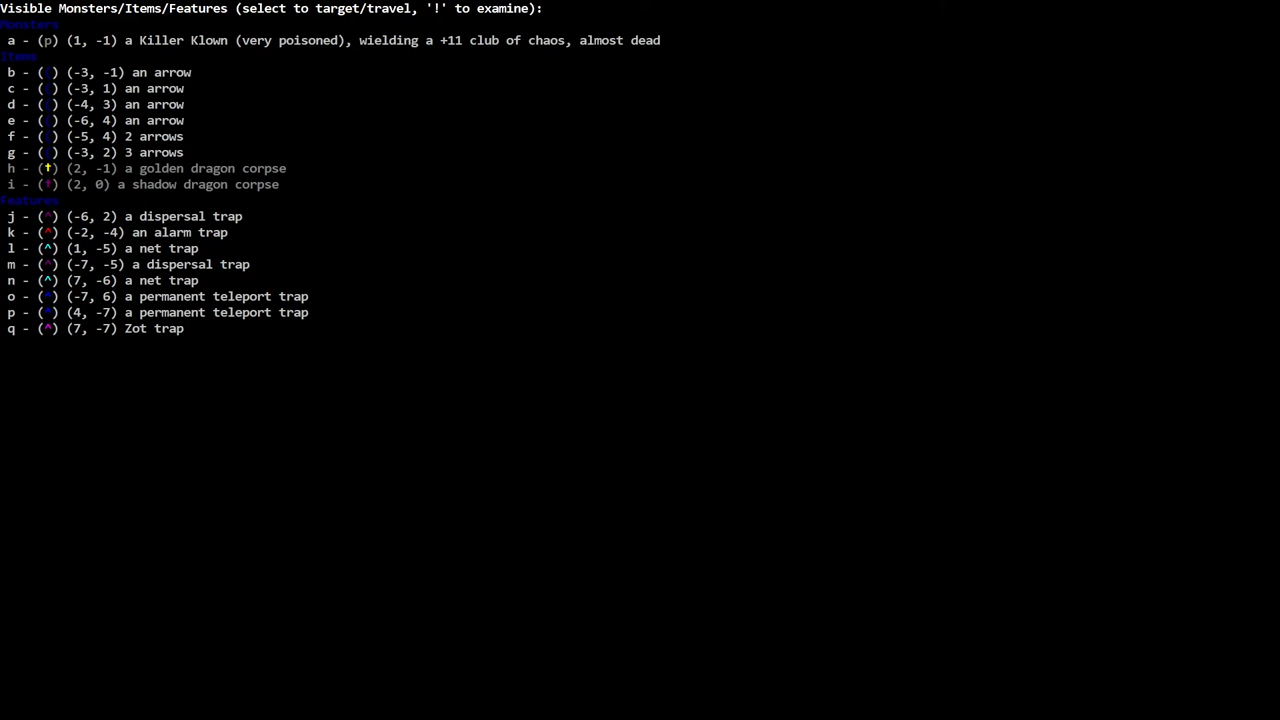 Visible Monsters/Items/Features (select to target/travel, '!' to examine):
Monsters
a - (p) (1, -1) a Killer Klown (very poisoned), wielding a +11 club of chaos, almost dead
Items
b - (() (-3, -1) an arrow
c - (() (-3, 1) an arrow
d - (() (-4, 3) an arrow
e - (() (-6, 4) an arrow
f - (() (-5, 4) 2 arrows
g - (() (-3, 2) 3 arrows
h - (†) (2, -1) a golden dragon corpse
i - (†) (2, 0) a shadow dragon corpse
Features
j - (^) (-6, 2) a dispersal trap
k - (^) (-2, -4) an alarm trap
l - (^) (1, -5) a net trap
m - (^) (-7, -5) a dispersal trap
n - (^) (7, -6) a net trap
o - (^) (-7, 6) a permanent teleport trap
p - (^) (4, -7) a permanent teleport trap
q - (^) (7, -7) Zot trap